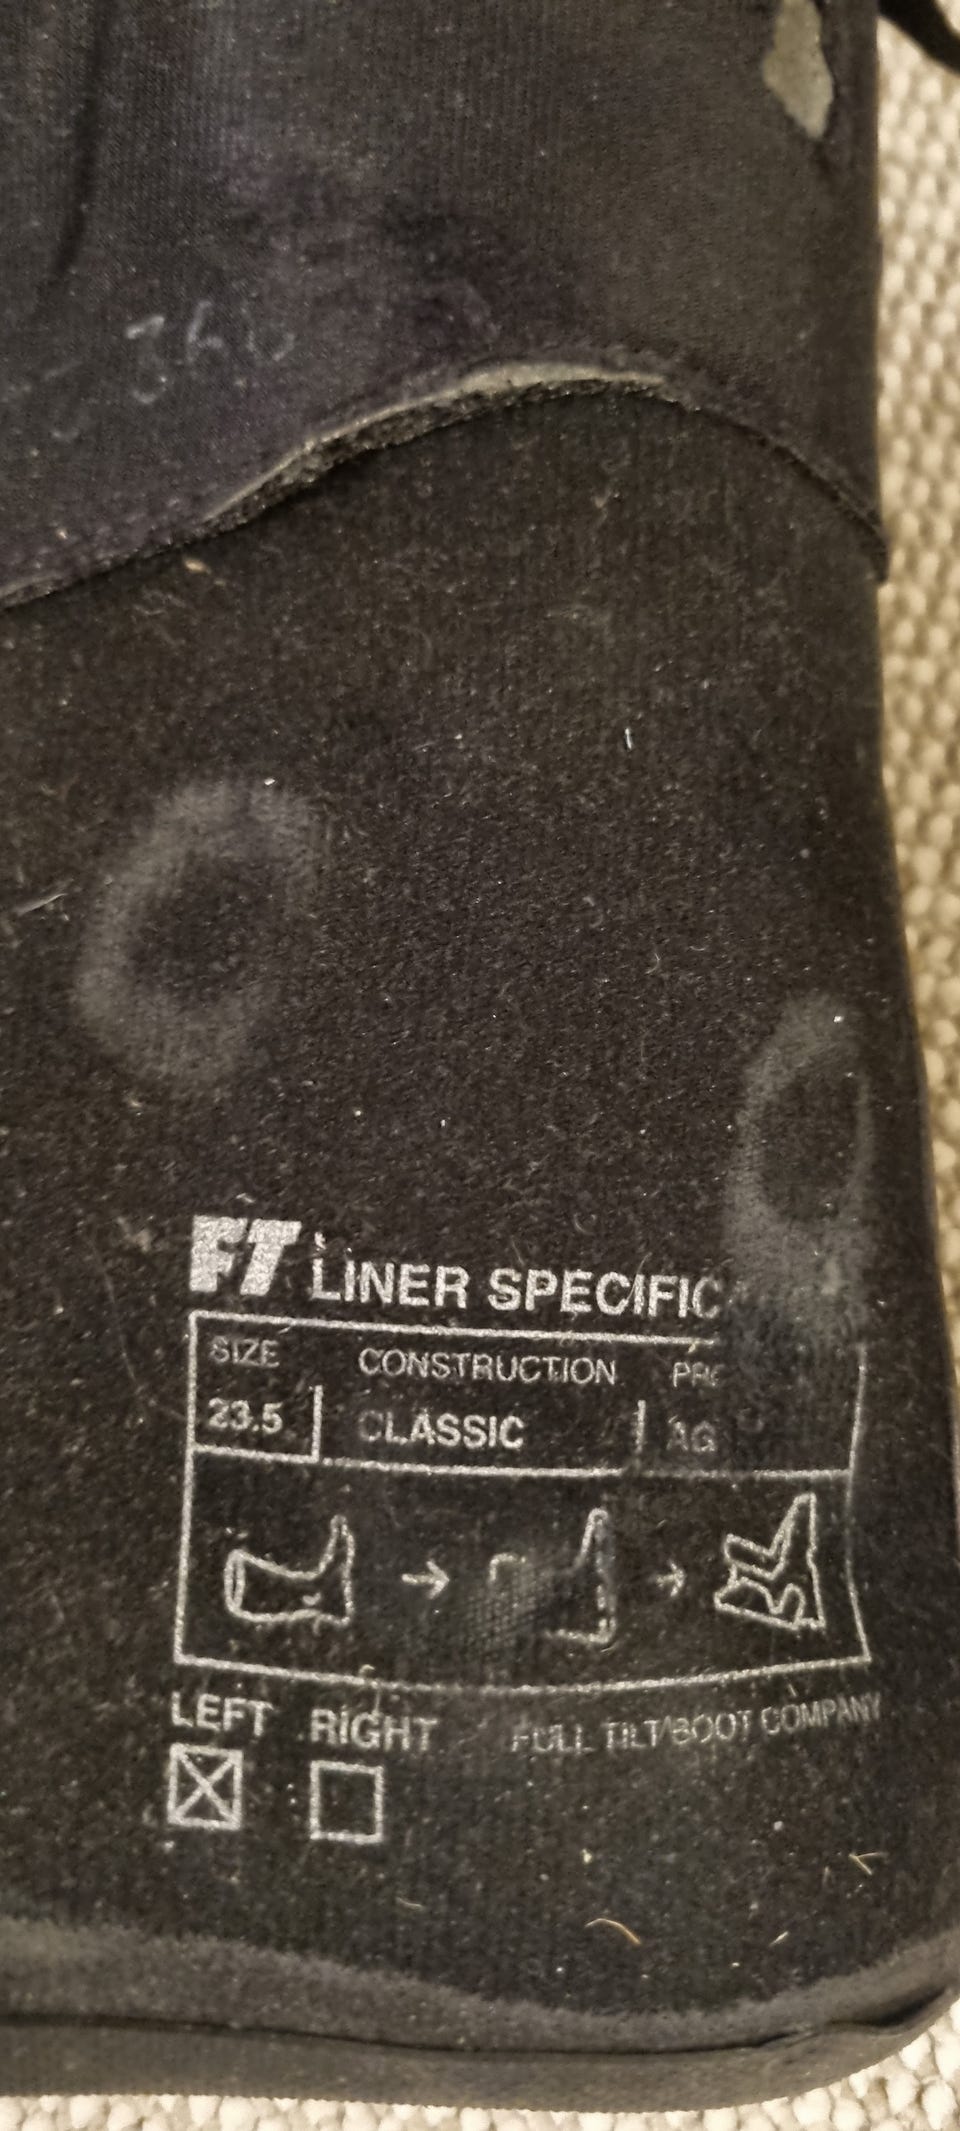 FT LINER SPECIFIC
SIZE CONSTRUCTION
23.5 CLASSIC
LEFT RIGHT FULL TILT BOOT COMPANY